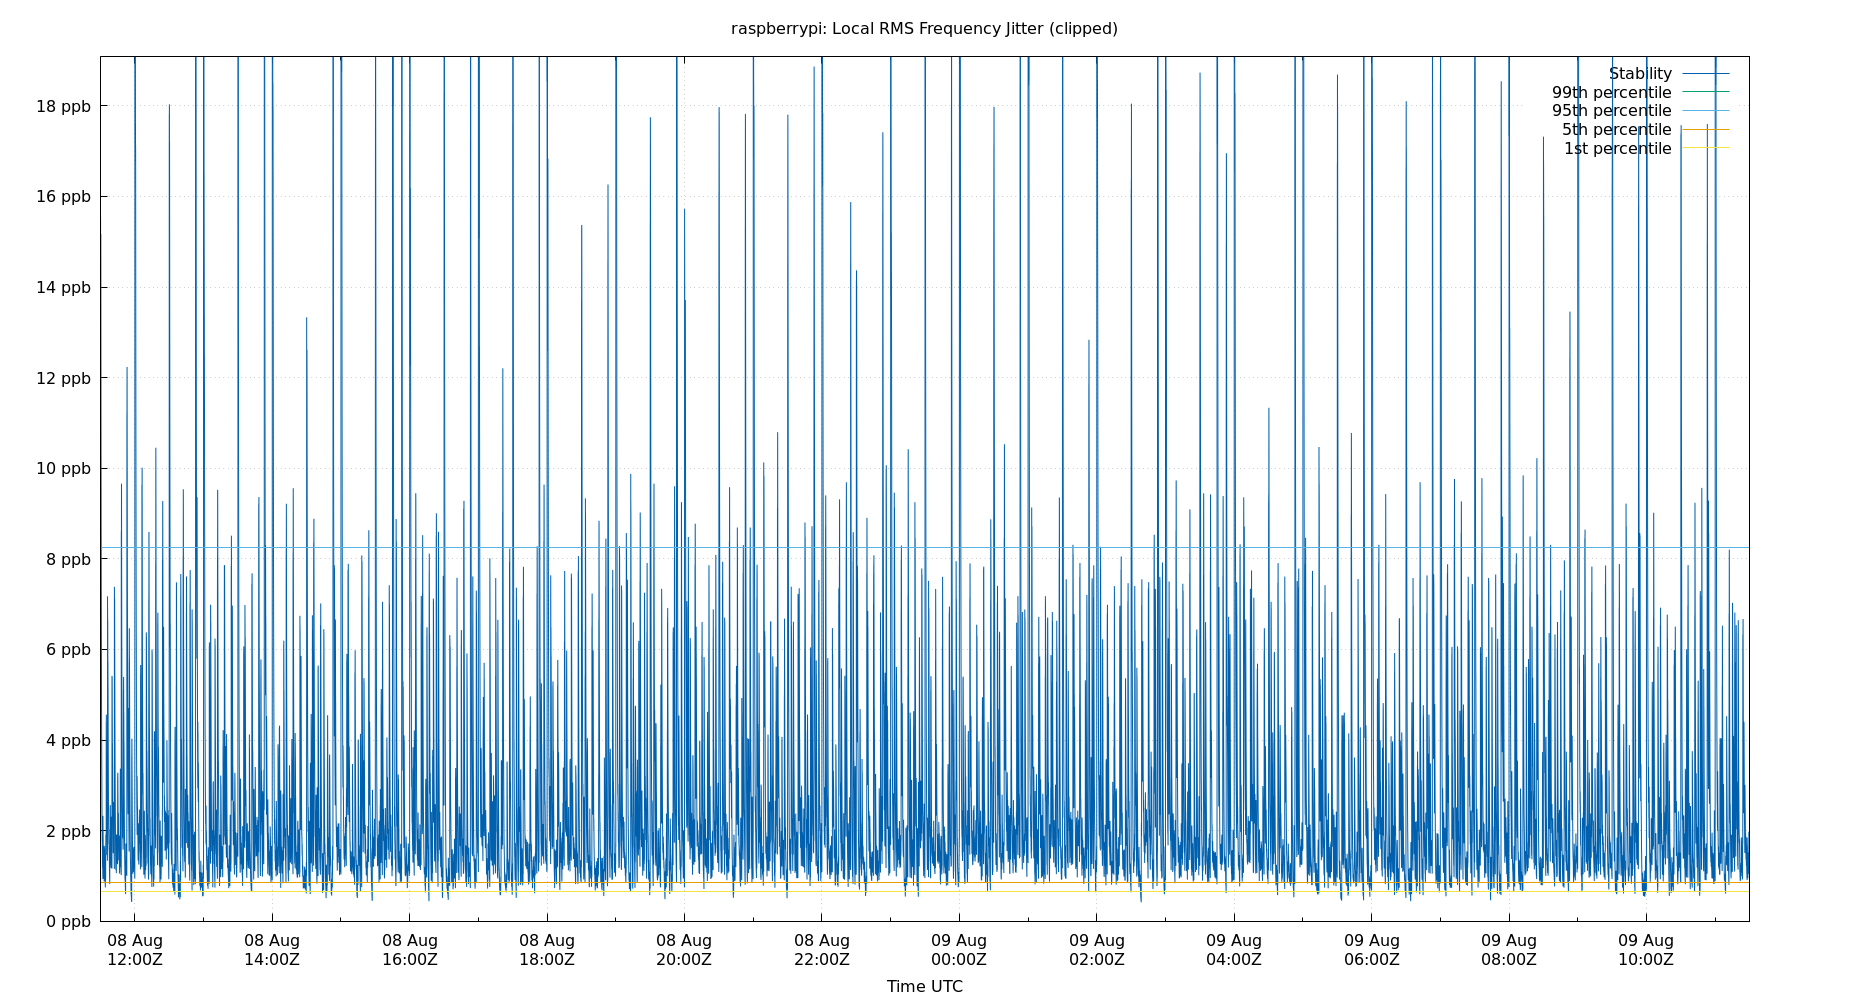 raspberrypi: Local RMS Frequency Jitter (clipped)
Stability
99th percentile
95th percentile
5th percentile
1st percentile
18 ppb
16 ppb
14 ppb
12 ppb
10 ppb
8 ppb
6 ppb
4 ppb
2 ppb
0 ppb
08 Aug 08 Aug 08 Aug 08 Aug 08 Aug 08 Aug 09 Aug 09 Aug 09 Aug 09 Aug 09 Aug 09 Aug
12:00Z 14:00Z 16:00Z 18:00Z 20:00Z 22:00Z 00:00Z 02:00Z 04:00Z 06:00Z 08:00Z 10:00Z
Time UTC